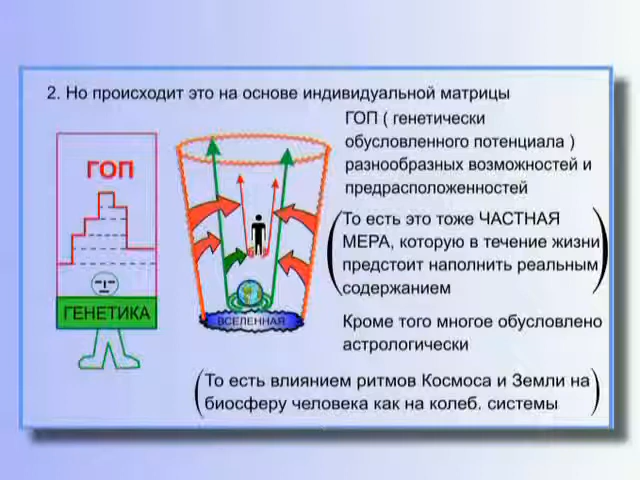 2. Но происходит это на основе индивидуальной матрицы
ГОП ( генетически
обусловленного потенциала )
разнообразных возможностей и
предрасположенностей
(То есть это тоже ЧАСТНАЯ
МЕРА, которую в течение жизни
предстоит наполнить реальным
содержанием)
Кроме того многое обусловлено
астрологически
(То есть влиянием ритмов Космоса и Земли на
биосферу человека как на колеб. системы)
ГОП
ГЕНЕТИКА
ВСЕЛЕННАЯ